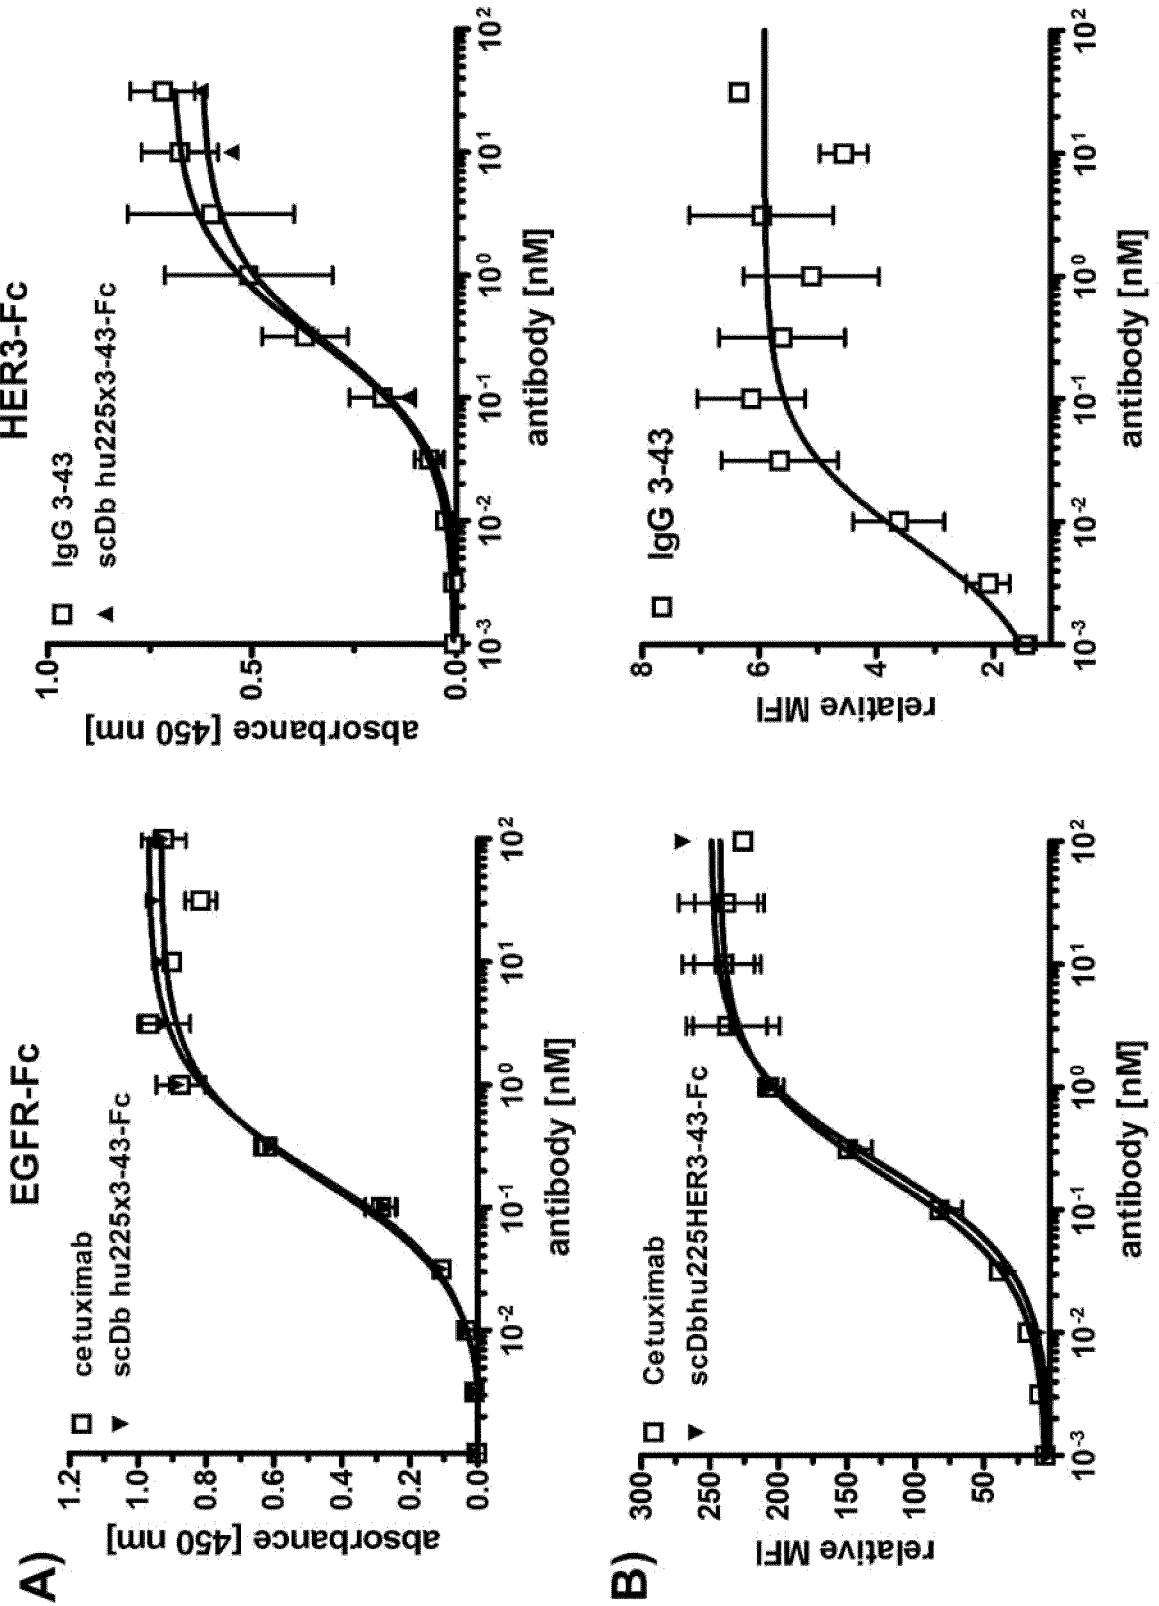 A)
EGFR-Fc
cetuximab
scDb hu225x3-43-Fc
absorbance [450 nm]
1.2
1.0
0.8
0.6
0.4
0.2
0.0
10-3
10-2
10-1
100
101
102
antibody [nM]
HER3-Fc
IgG 3-43
scDb hu225x3-43-Fc
absorbance [450 nm]
1.0
0.5
0.0
10-3
10-2
10-1
100
101
102
antibody [nM]
B)
Cetuximab
scDbhu225HER3-43-Fc
relative MFI
300
250
200
150
100
50
10-3
10-2
10-1
100
101
102
antibody [nM]
IgG 3-43
relative MFI
8
6
4
2
10-3
10-2
10-1
100
101
102
antibody [nM]